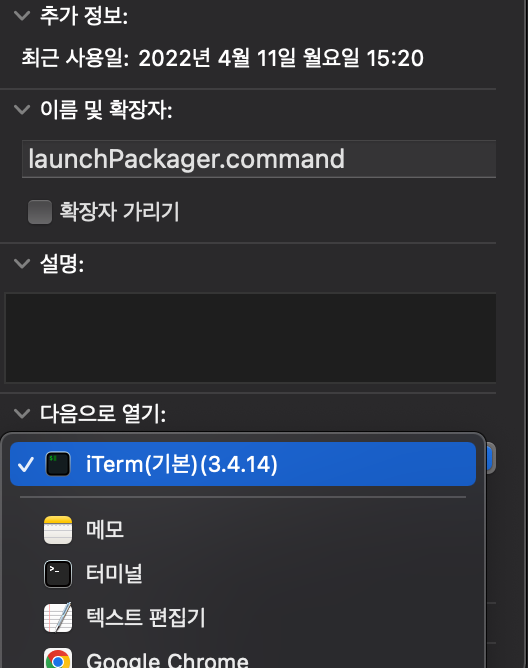 추가 정보:
최근 사용일: 2022년 4월 11일 월요일 15:20
이름 및 확장자:
launchPackager.command
확장자 가리기
설명:
다음으로 열기:
iTerm(기본)(3.4.14)
메모
터미널
텍스트 편집기
Google Chrome